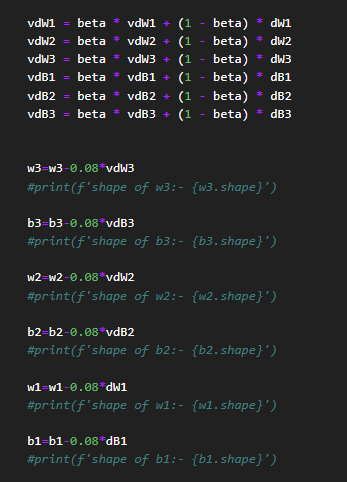 vdW1 = beta * vdW1 + (1 - beta) * dW1
vdW2 = beta * vdW2 + (1 - beta) * dW2
vdW3 = beta * vdW3 + (1 - beta) * dW3
vdB1 = beta * vdB1 + (1 - beta) * dB1
vdB2 = beta * vdB2 + (1 - beta) * dB2
vdB3 = beta * vdB3 + (1 - beta) * dB3
w3=w3-0.08*vdW3
#print(f'shape of w3:- {w3.shape}')
b3=b3-0.08*vdB3
#print(f'shape of b3:- {b3.shape}')
w2=w2-0.08*vdW2
#print(f'shape of w2:- {w2.shape}')
b2=b2-0.08*vdB2
#print(f'shape of b2:- {b2.shape}')
w1=w1-0.08*dW1
#print(f'shape of w1:- {w1.shape}')
b1=b1-0.08*dB1
#print(f'shape of b1:- {b1.shape}')